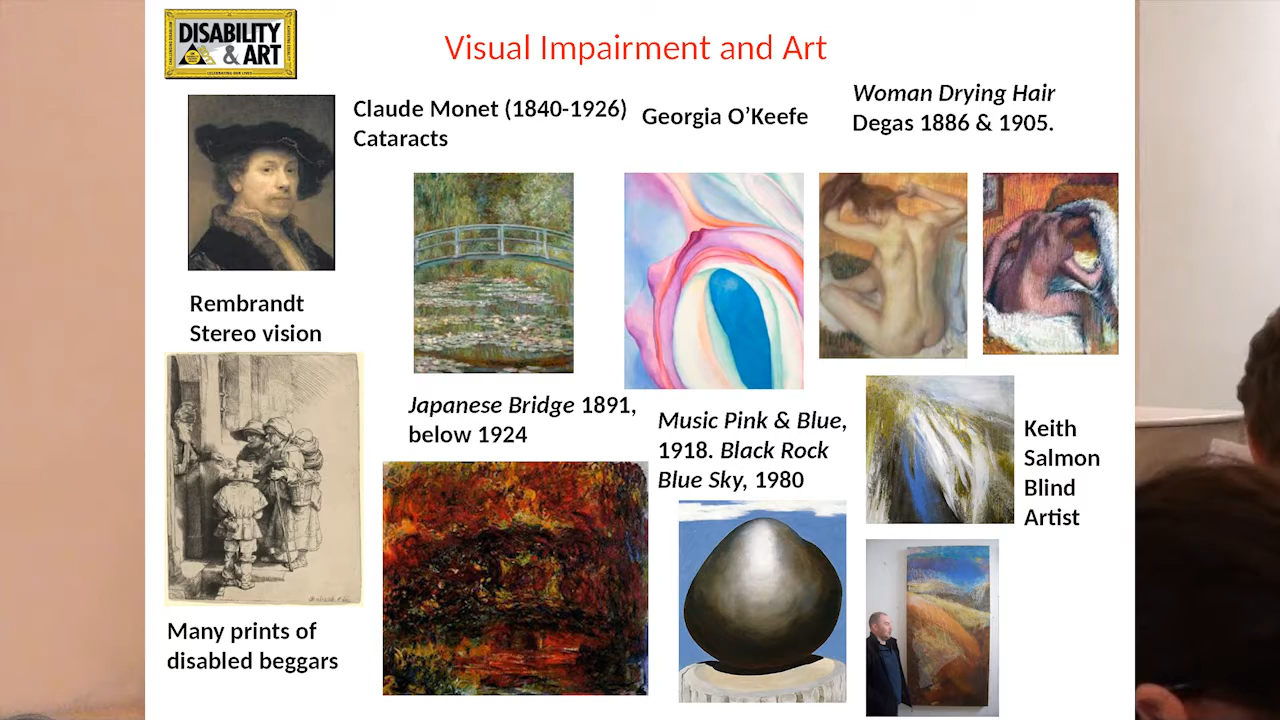 DISABILITY
& ART
Visual Impairment and Art
Claude Monet (1840-1926)
Cataracts
Georgia O’Keefe
Woman Drying Hair
Degas 1886 & 1905.
Rembrandt
Stereo vision
Japanese Bridge 1891,
below 1924
Music Pink & Blue,
1918. Black Rock
Blue Sky, 1980
Keith
Salmon
Blind
Artist
Many prints of
disabled beggars